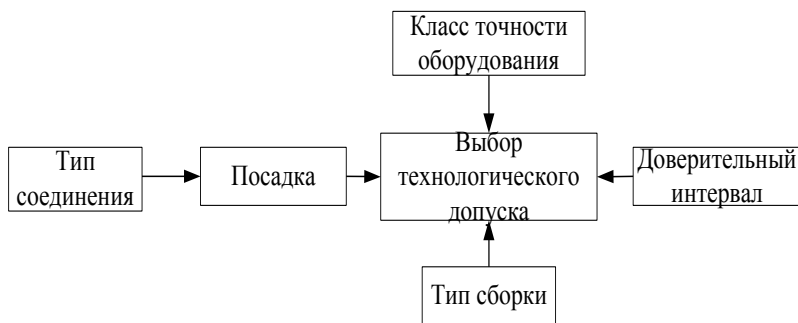 Класс точности
оборудования
Тип
соединения
Посадка
Выбор
технологического
допуска
Доверительный
интервал
Тип сборки